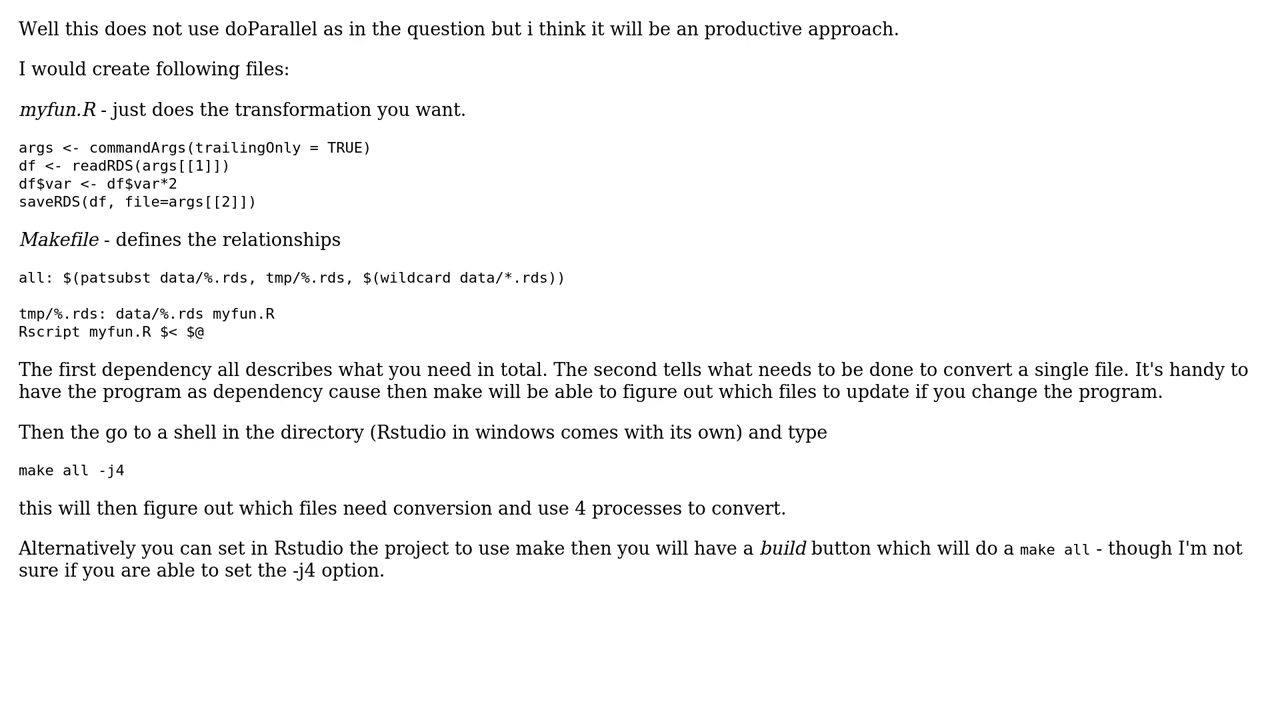 Well this does not use doParallel as in the question but i think it will be an productive approach.
I would create following files:
myfun.R - just does the transformation you want.
args <- commandArgs(trailingOnly = TRUE)
df <- readRDS(args[[1]])
df$var <- df$var*2
saveRDS(df, file=args[[2]])
Makefile - defines the relationships
all: $(patsubst data/%.rds, tmp/%.rds, $(wildcard data/*.rds))
tmp/%.rds: data/%.rds myfun.R
Rscript myfun.R $< $@
The first dependency all describes what you need in total. The second tells what needs to be done to convert a single file. It's handy to
have the program as dependency cause then make will be able to figure out which files to update if you change the program.
Then the go to a shell in the directory (Rstudio in windows comes with its own) and type
make all -j4
this will then figure out which files need conversion and use 4 processes to convert.
Alternatively you can set in Rstudio the project to use make then you will have a build button which will do a make all - though I'm not
sure if you are able to set the -j4 option.